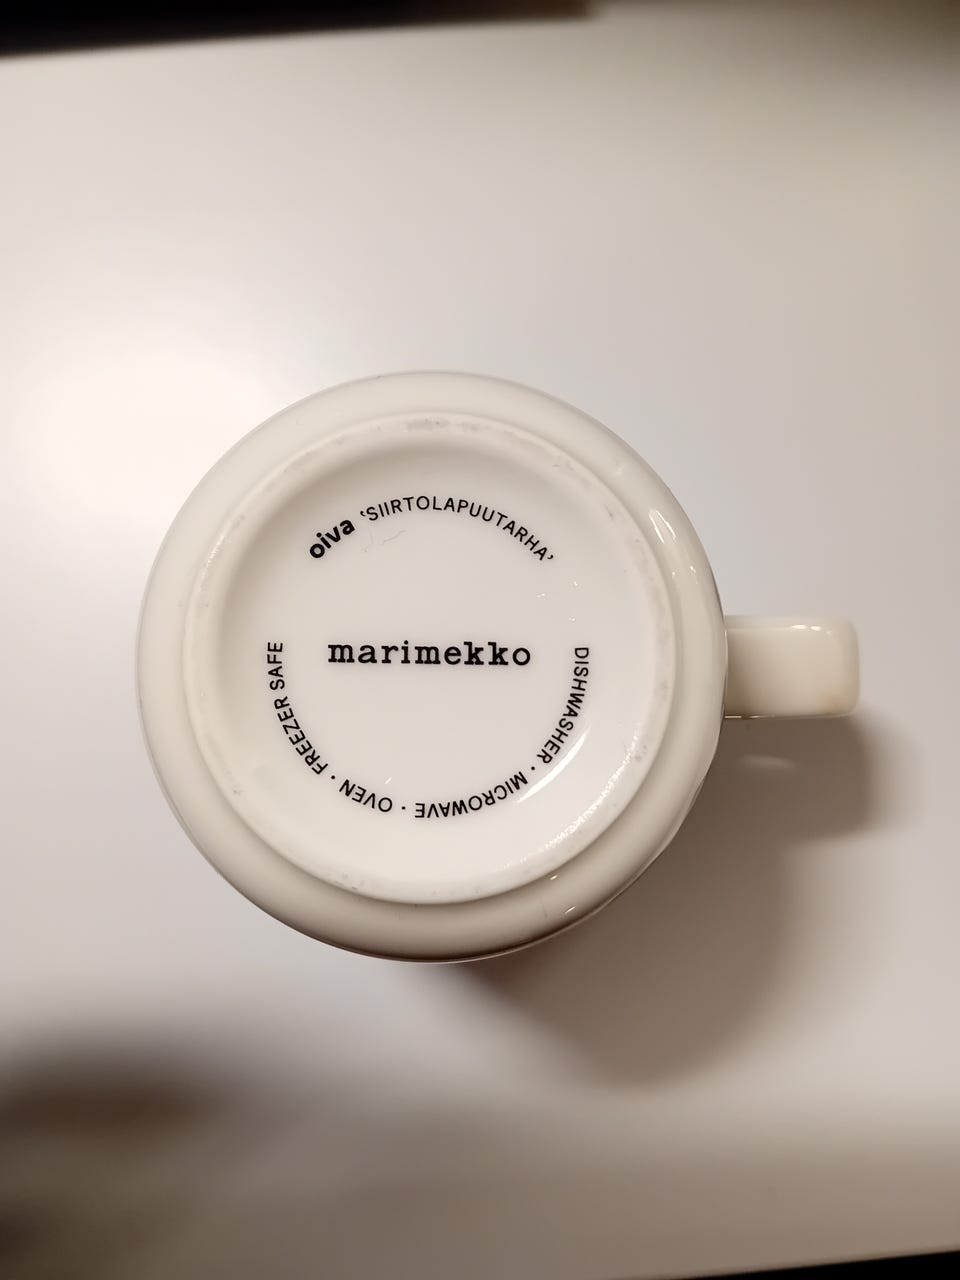 oiva ‘SIIRTOLAPUUTARHA’
marimekko
DISHWASHER · MICROWAVE · OVEN · FREEZER SAFE